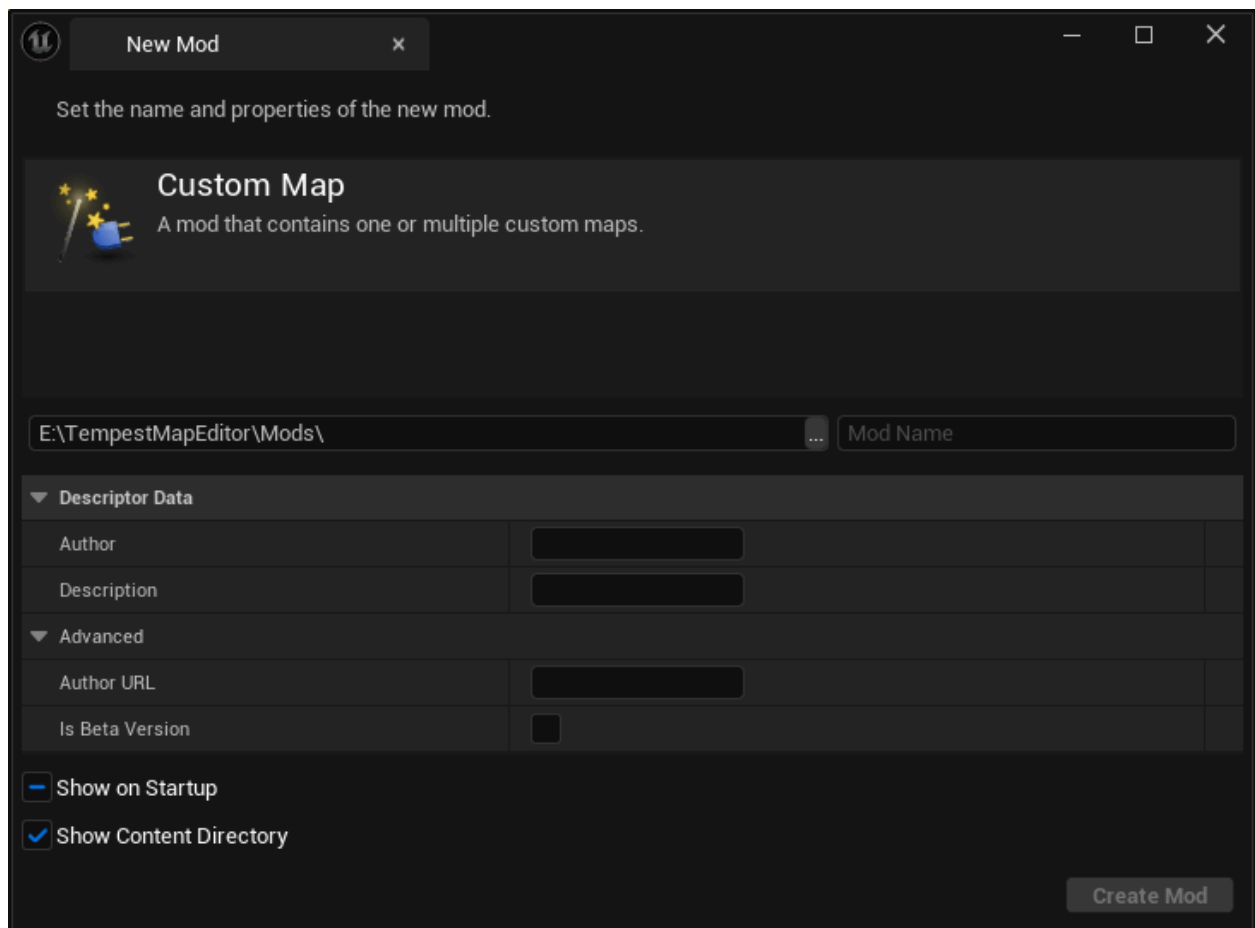 New Mod
Set the name and properties of the new mod.
Custom Map
A mod that contains one or multiple custom maps.
E:\TempestMapEditor\Mods\ ... Mod Name
Descriptor Data
Author
Description
Advanced
Author URL
Is Beta Version
Show on Startup
Show Content Directory
Create Mod